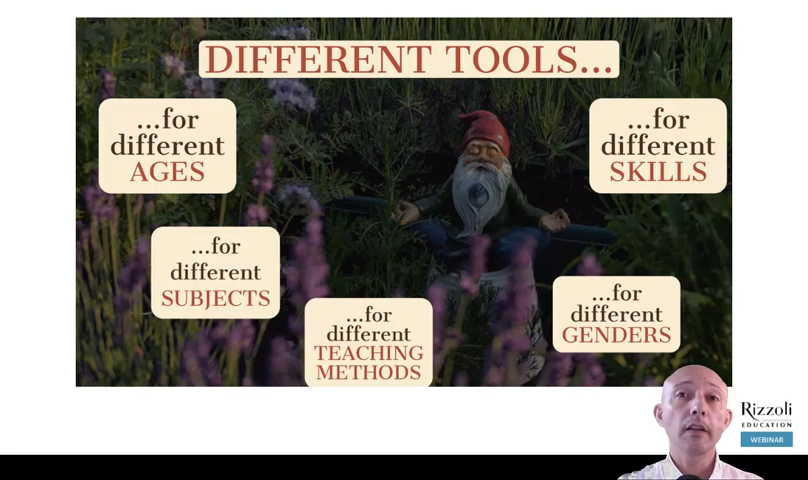 DIFFERENT TOOLS...
...for
different
AGES
...for
different
SKILLS
...for
different
SUBJECTS
...for
different
TEACHING
METHODS
...for
different
GENDERS
Rizzoli
EDUCATION
WEBINAR